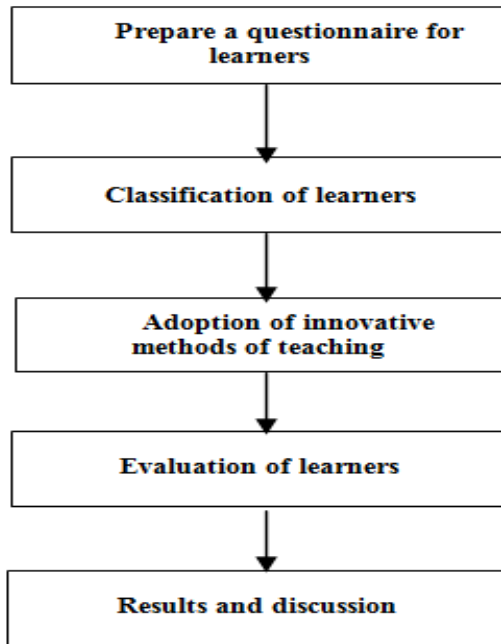 Prepare a questionnaire for
learners
Classification of learners
Adoption of innovative
methods of teaching
Evaluation of learners
Results and discussion